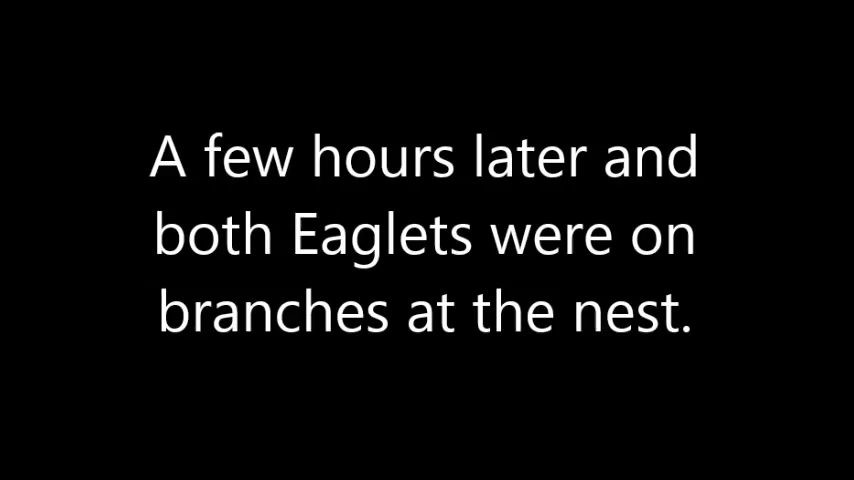 A few hours later and
both Eaglets were on
branches at the nest.